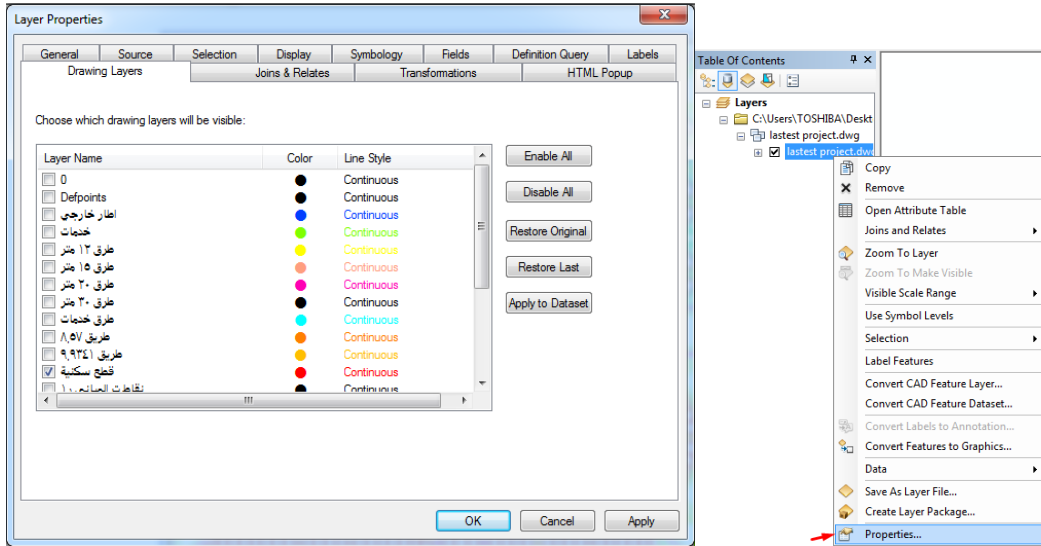 Layer Properties
General Source Selection Display Symbology Fields Definition Query Labels
Drawing Layers Joins & Relates Transformations HTML Popup
Choose which drawing layers will be visible:
Layer Name Color Line Style
0 Continuous
Defpoints Continuous
اطار خارجي Continuous
خدمات Continuous
طرق ١٢ متر Continuous
طرق ١٥ متر Continuous
طرق ٢٠ متر Continuous
طرق ٣٠ متر Continuous
طرق خدمات Continuous
طريق ٨,٥٧ Continuous
طريق ٩,٩٣٤١ Continuous
قطع سكنية Continuous
Continuous
Enable All
Disable All
Restore Original
Restore Last
Apply to Dataset
OK Cancel Apply
Table Of Contents
Layers
C:\Users\TOSHIBA\Deskt
lastest project.dwg
lastest project.dwg
Copy
Remove
Open Attribute Table
Joins and Relates
Zoom To Layer
Zoom To Make Visible
Visible Scale Range
Use Symbol Levels
Selection
Label Features
Convert CAD Feature Layer...
Convert CAD Feature Dataset...
Convert Labels to Annotation...
Convert Features to Graphics...
Data
Save As Layer File...
Create Layer Package...
Properties...